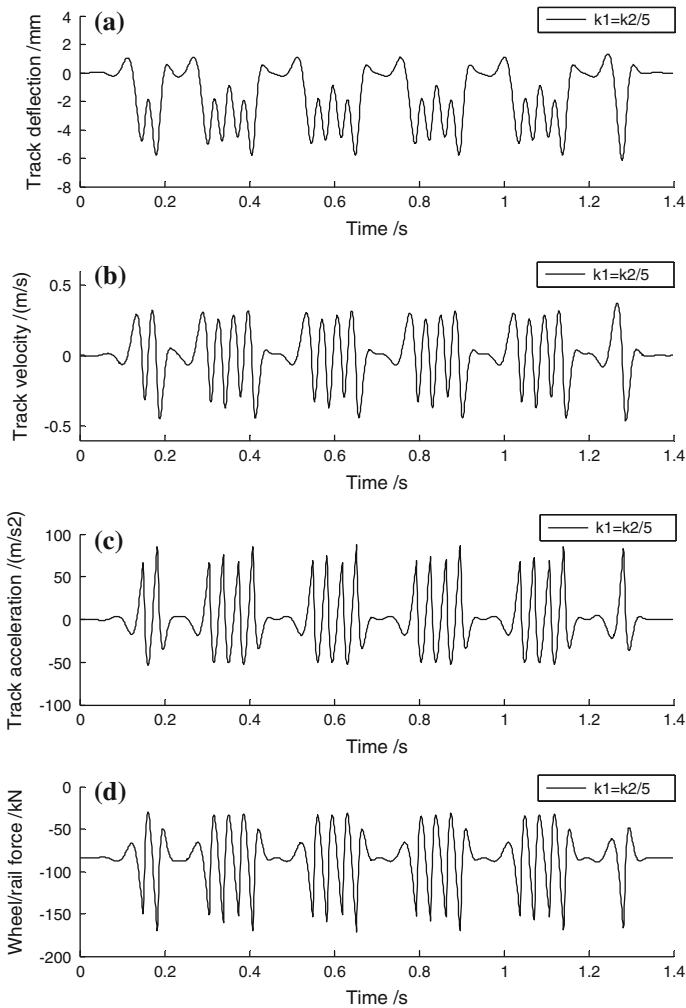 (a)
k1=k2/5
Track deflection /mm
4
2
0
-2
-4
-6
-8
0 0.2 0.4 0.6 0.8 1 1.2 1.4
Time /s
(b)
k1=k2/5
Track velocity /(m/s)
0.5
0
-0.5
0 0.2 0.4 0.6 0.8 1 1.2 1.4
Time /s
(c)
k1=k2/5
Track acceleration /(m/s2)
100
50
0
-50
-100
0 0.2 0.4 0.6 0.8 1 1.2 1.4
Time /s
(d)
k1=k2/5
Wheel/rail force /kN
0
-50
-100
-150
-200
0 0.2 0.4 0.6 0.8 1 1.2 1.4
Time /s